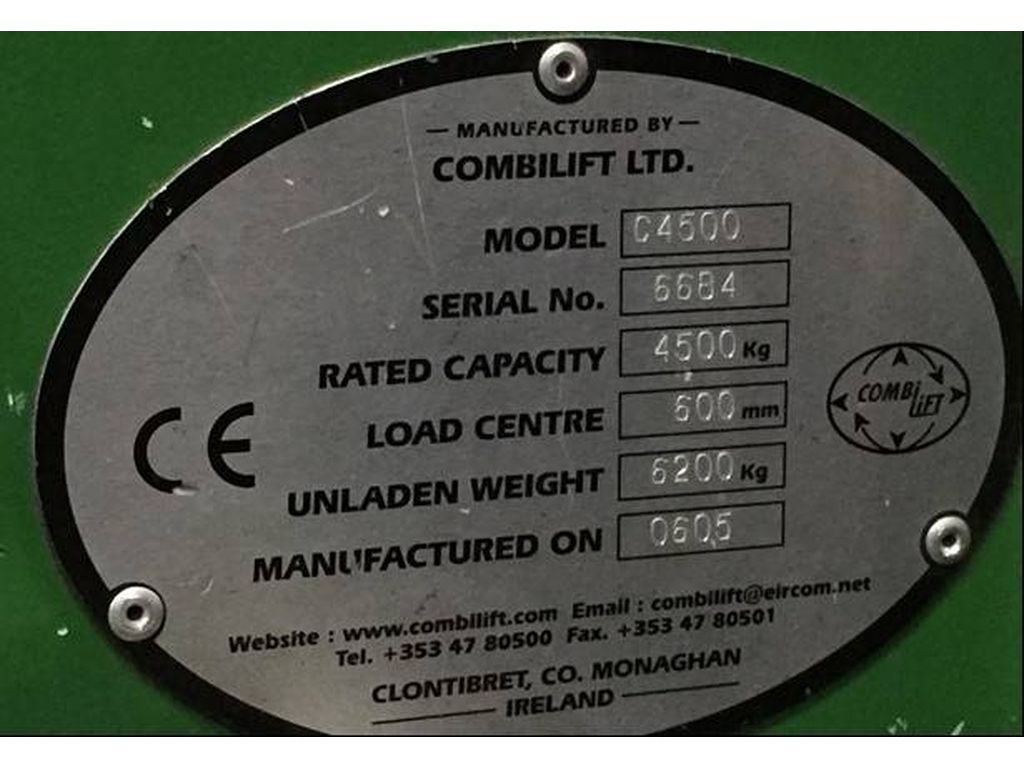 — MANUFACTURED BY —
COMBILIFT LTD.
MODEL C4500
SERIAL No. 6684
RATED CAPACITY 4500 Kg
LOAD CENTRE 600 mm
UNLADEN WEIGHT 6200 Kg
MANUFACTURED ON 0605
CE
COMBiLiFT
Website : www.combilift.com Email : combilift@eircom.net
Tel. +353 47 80500 Fax. +353 47 80501
CLONTIBRET, CO. MONAGHAN
IRELAND